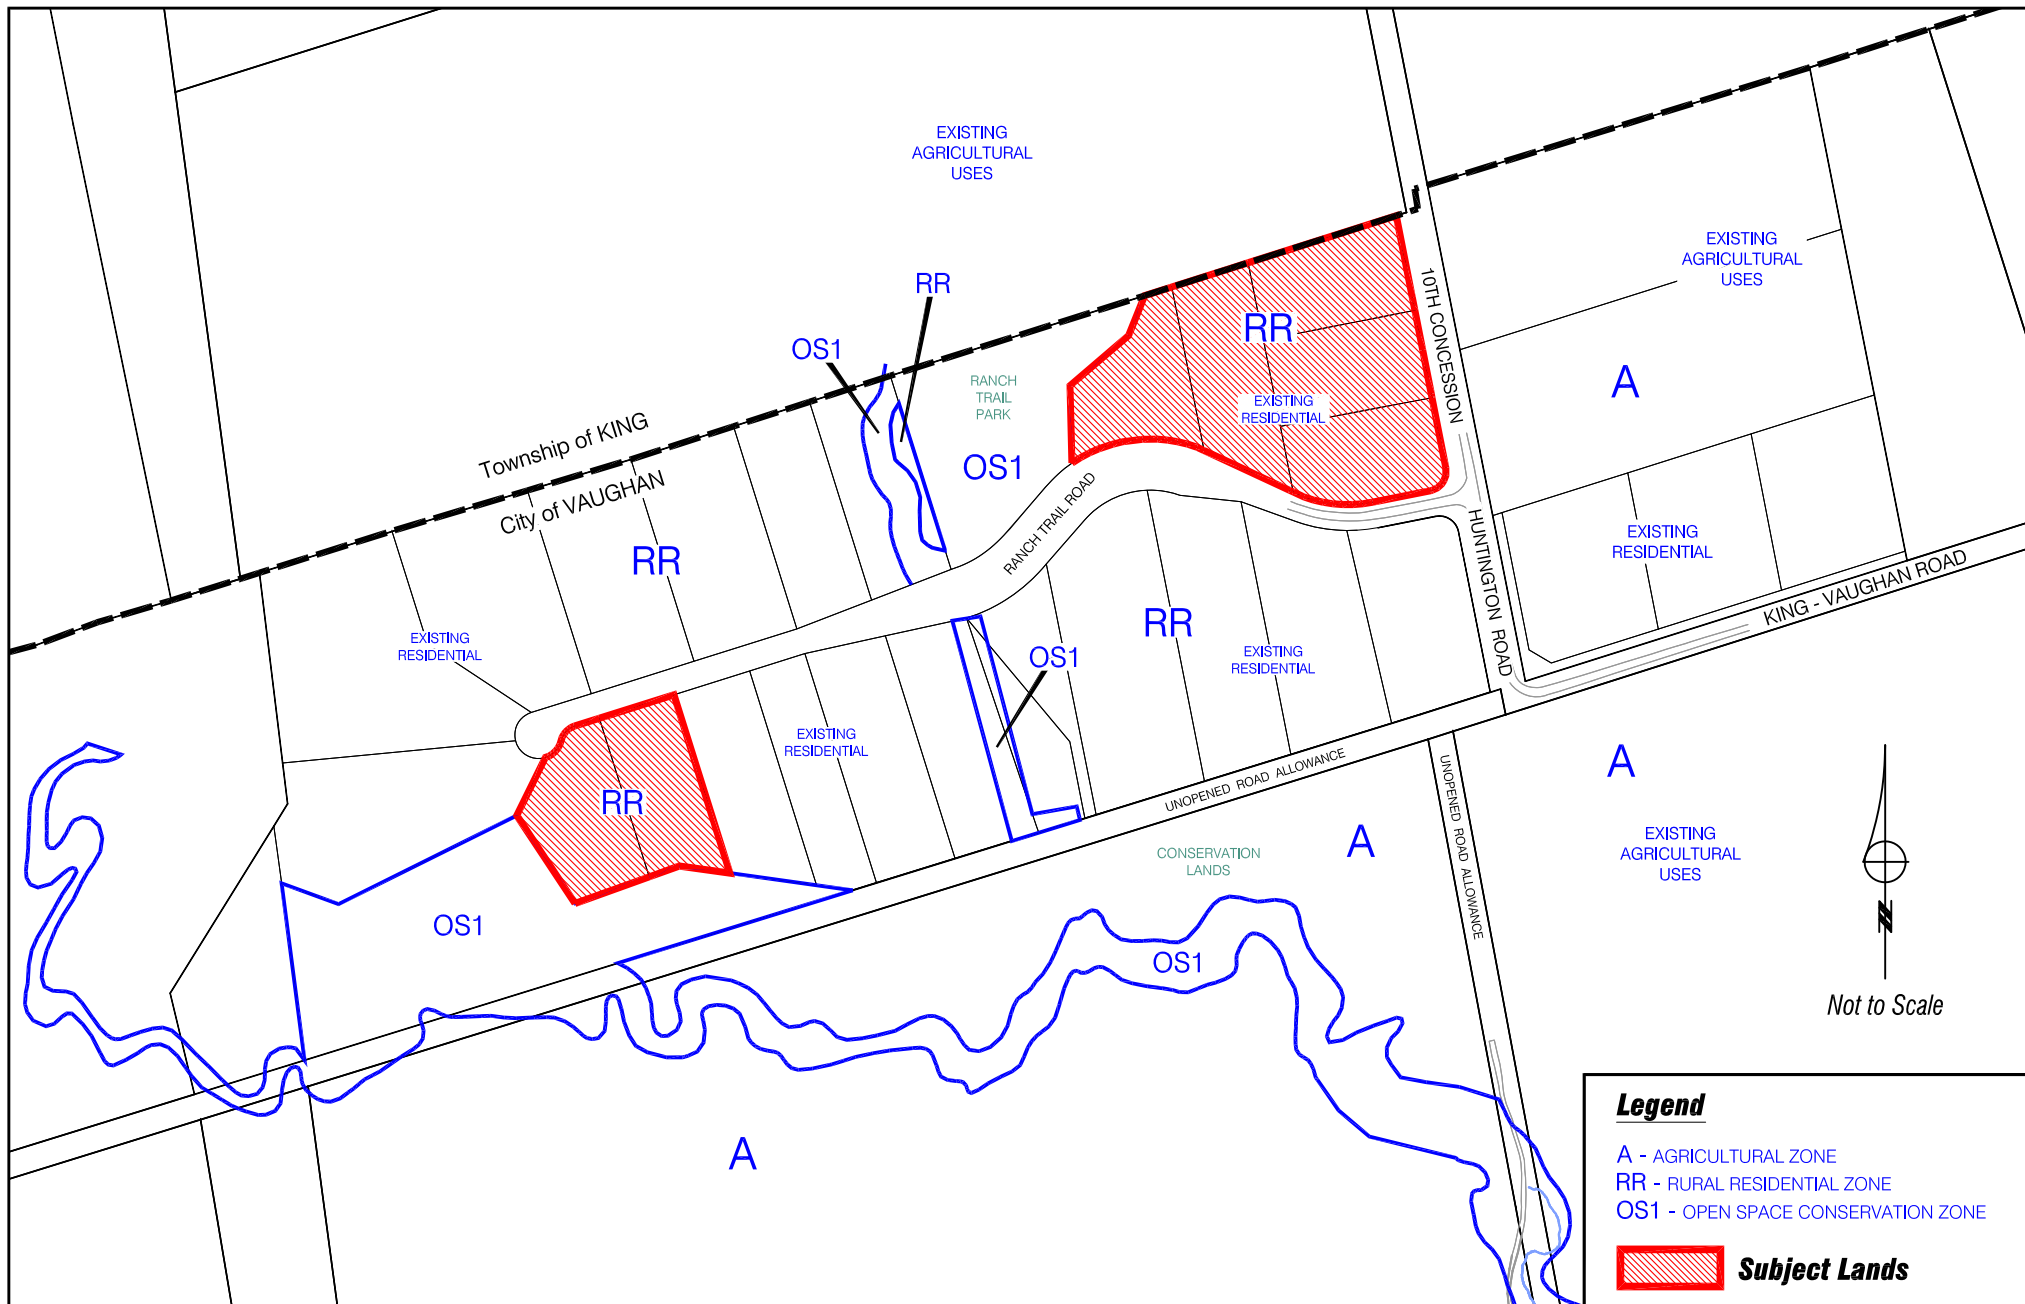 EXISTING
AGRICULTURAL
USES
EXISTING
AGRICULTURAL
USES
RR
10TH CONCESSION
RR
OS1
RANCH
TRAIL
PARK
EXISTING
RESIDENTIAL
A
Township of KING
City of VAUGHAN
OS1
RANCH TRAIL ROAD
RR
HUNTINGTON ROAD
EXISTING
RESIDENTIAL
KING - VAUGHAN ROAD
RR
EXISTING
RESIDENTIAL
OS1
EXISTING
RESIDENTIAL
EXISTING
RESIDENTIAL
RR
UNOPENED ROAD ALLOWANCE
UNOPENED ROAD ALLOWANCE
A
A
EXISTING
AGRICULTURAL
USES
CONSERVATION
LANDS
OS1
OS1
N
Not to Scale
A
Legend
A - AGRICULTURAL ZONE
RR - RURAL RESIDENTIAL ZONE
OS1 - OPEN SPACE CONSERVATION ZONE
Subject Lands